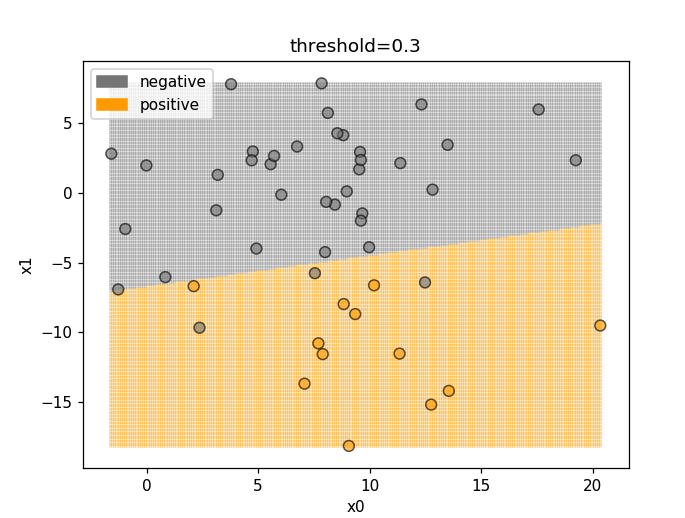 threshold=0.3
negative
positive
5
0
−5
−10
−15
x1
0
5
10
15
20
x0